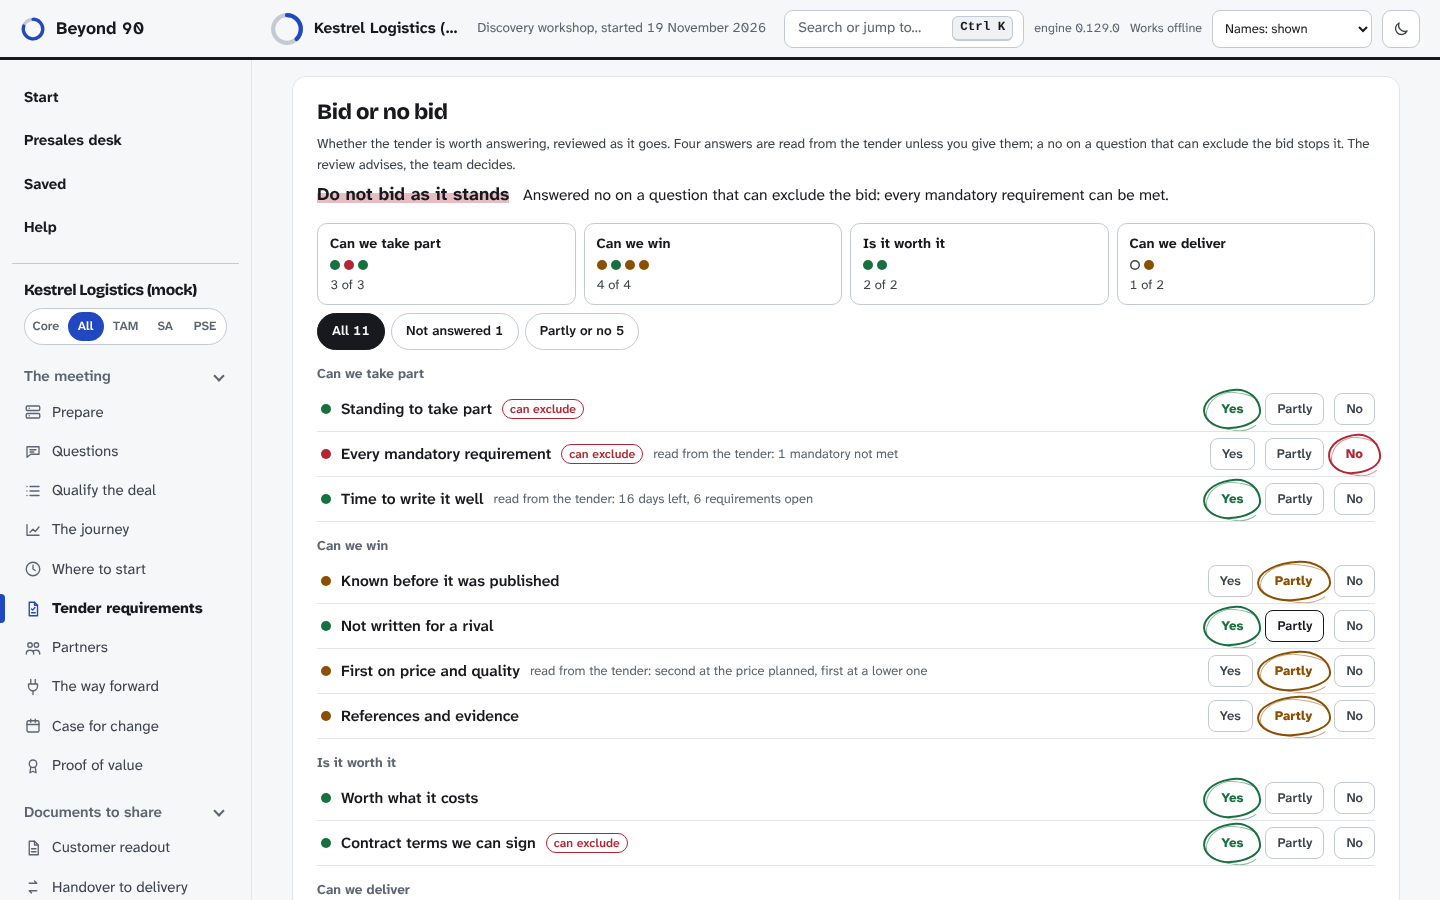 Beyond 90
Kestrel Logistics (...
Discovery workshop, started 19 November 2026
Search or jump to...
Ctrl K
engine 0.129.0
Works offline
Names: shown
Start
Presales desk
Saved
Help
Kestrel Logistics (mock)
Core
All
TAM
SA
PSE
The meeting
Prepare
Questions
Qualify the deal
The journey
Where to start
Tender requirements
Partners
The way forward
Case for change
Proof of value
Documents to share
Customer readout
Handover to delivery
Bid or no bid
Whether the tender is worth answering, reviewed as it goes. Four answers are read from the tender unless you give them; a no on a question that can exclude the bid stops it. The
review advises, the team decides.
Do not bid as it stands Answered no on a question that can exclude the bid: every mandatory requirement can be met.
Can we take part
3 of 3
Can we win
4 of 4
Is it worth it
2 of 2
Can we deliver
1 of 2
All 11
Not answered 1
Partly or no 5
Can we take part
Standing to take part can exclude Yes Partly No
Every mandatory requirement can exclude read from the tender: 1 mandatory not met Yes Partly No
Time to write it well read from the tender: 16 days left, 6 requirements open Yes Partly No
Can we win
Known before it was published Yes Partly No
Not written for a rival Yes Partly No
First on price and quality read from the tender: second at the price planned, first at a lower one Yes Partly No
References and evidence Yes Partly No
Is it worth it
Worth what it costs Yes Partly No
Contract terms we can sign can exclude Yes Partly No
Can we deliver